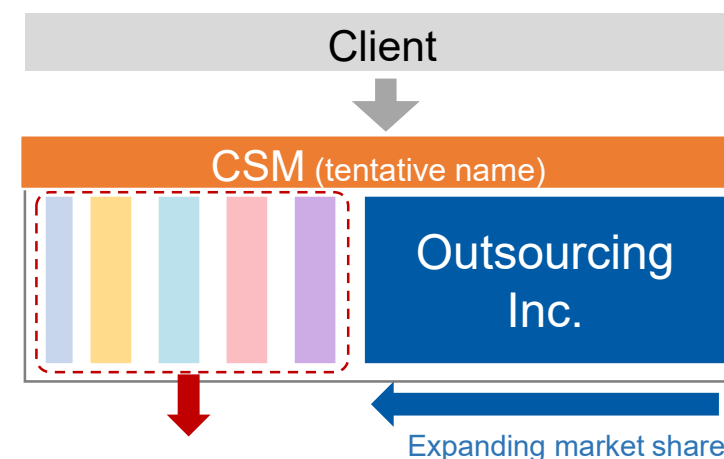 Client
CSM (tentative name)
Outsourcing
Inc.
Expanding market share